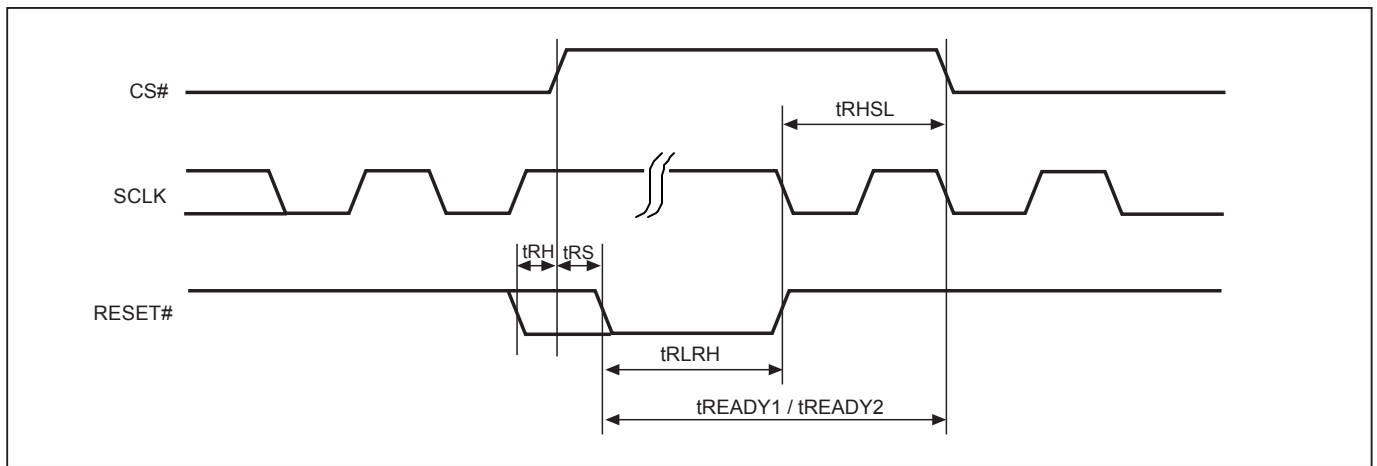 CS#
tRHSL
SCLK
tRH
tRS
RESET#
tRLRH
tREADY1 / tREADY2